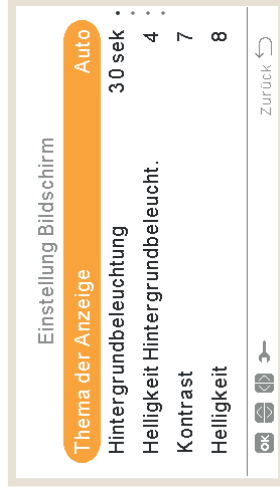 Einstellung Bildschirm
Thema der Anzeige Auto
Hintergrundbeleuchtung 30 sek
Helligkeit Hintergrundbeleucht. 4
Kontrast 7
Helligkeit 8
OK Zurück